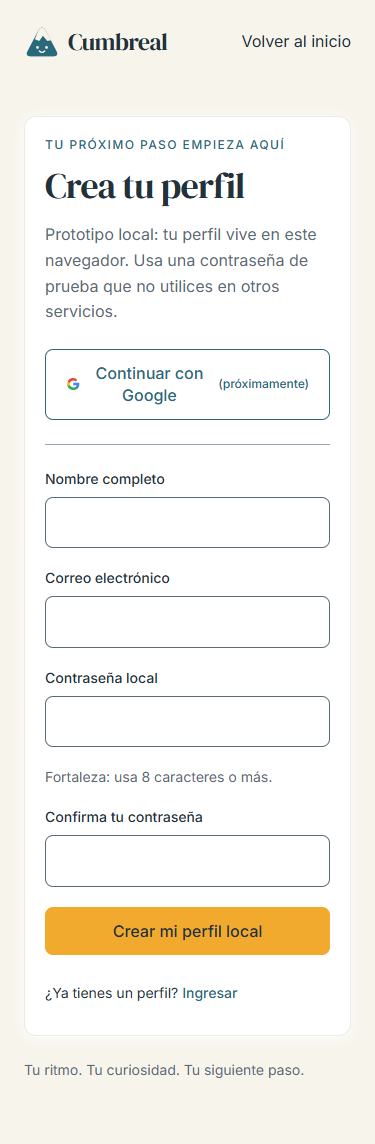 Cumbreal
Volver al inicio
TU PRÓXIMO PASO EMPIEZA AQUÍ
Crea tu perfil
Prototipo local: tu perfil vive en este
navegador. Usa una contraseña de
prueba que no utilices en otros
servicios.
Continuar con
Google
(próximamente)
Nombre completo
Correo electrónico
Contraseña local
Fortaleza: usa 8 caracteres o más.
Confirma tu contraseña
Crear mi perfil local
¿Ya tienes un perfil? Ingresar
Tu ritmo. Tu curiosidad. Tu siguiente paso.